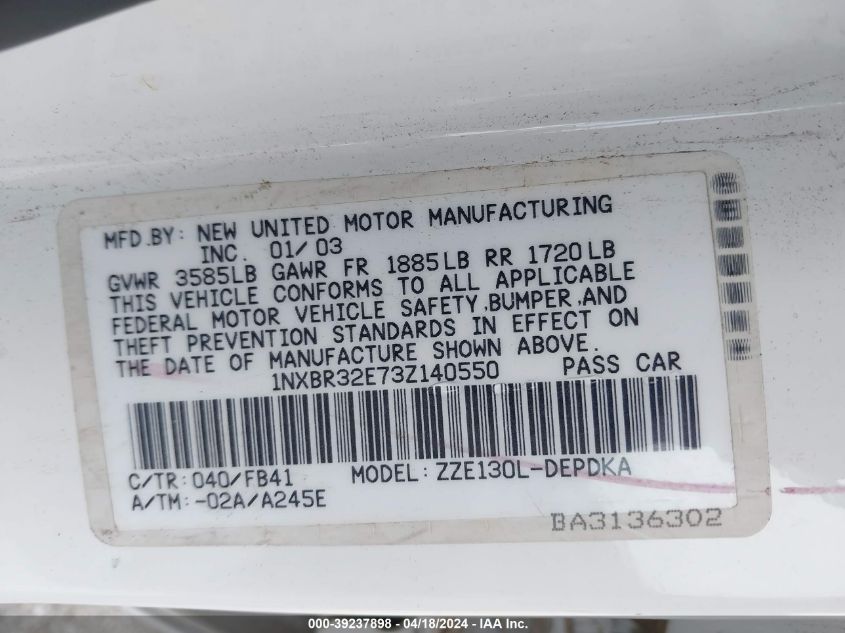 MFD.BY: NEW UNITED MOTOR MANUFACTURING
INC. 01/03
GVWR 3585LB GAWR FR 1885LB RR 1720LB
THIS VEHICLE CONFORMS TO ALL APPLICABLE
FEDERAL MOTOR VEHICLE SAFETY,BUMPER,AND
THEFT PREVENTION STANDARDS IN EFFECT ON
THE DATE OF MANUFACTURE SHOWN ABOVE.
1NXBR32E73Z140550 PASS CAR
C/TR: 040/FB41 MODEL: ZZE130L-DEPDKA
A/TM: -02A/A245E
BA3136302
000-39237898 - 04/18/2024 - IAA Inc.